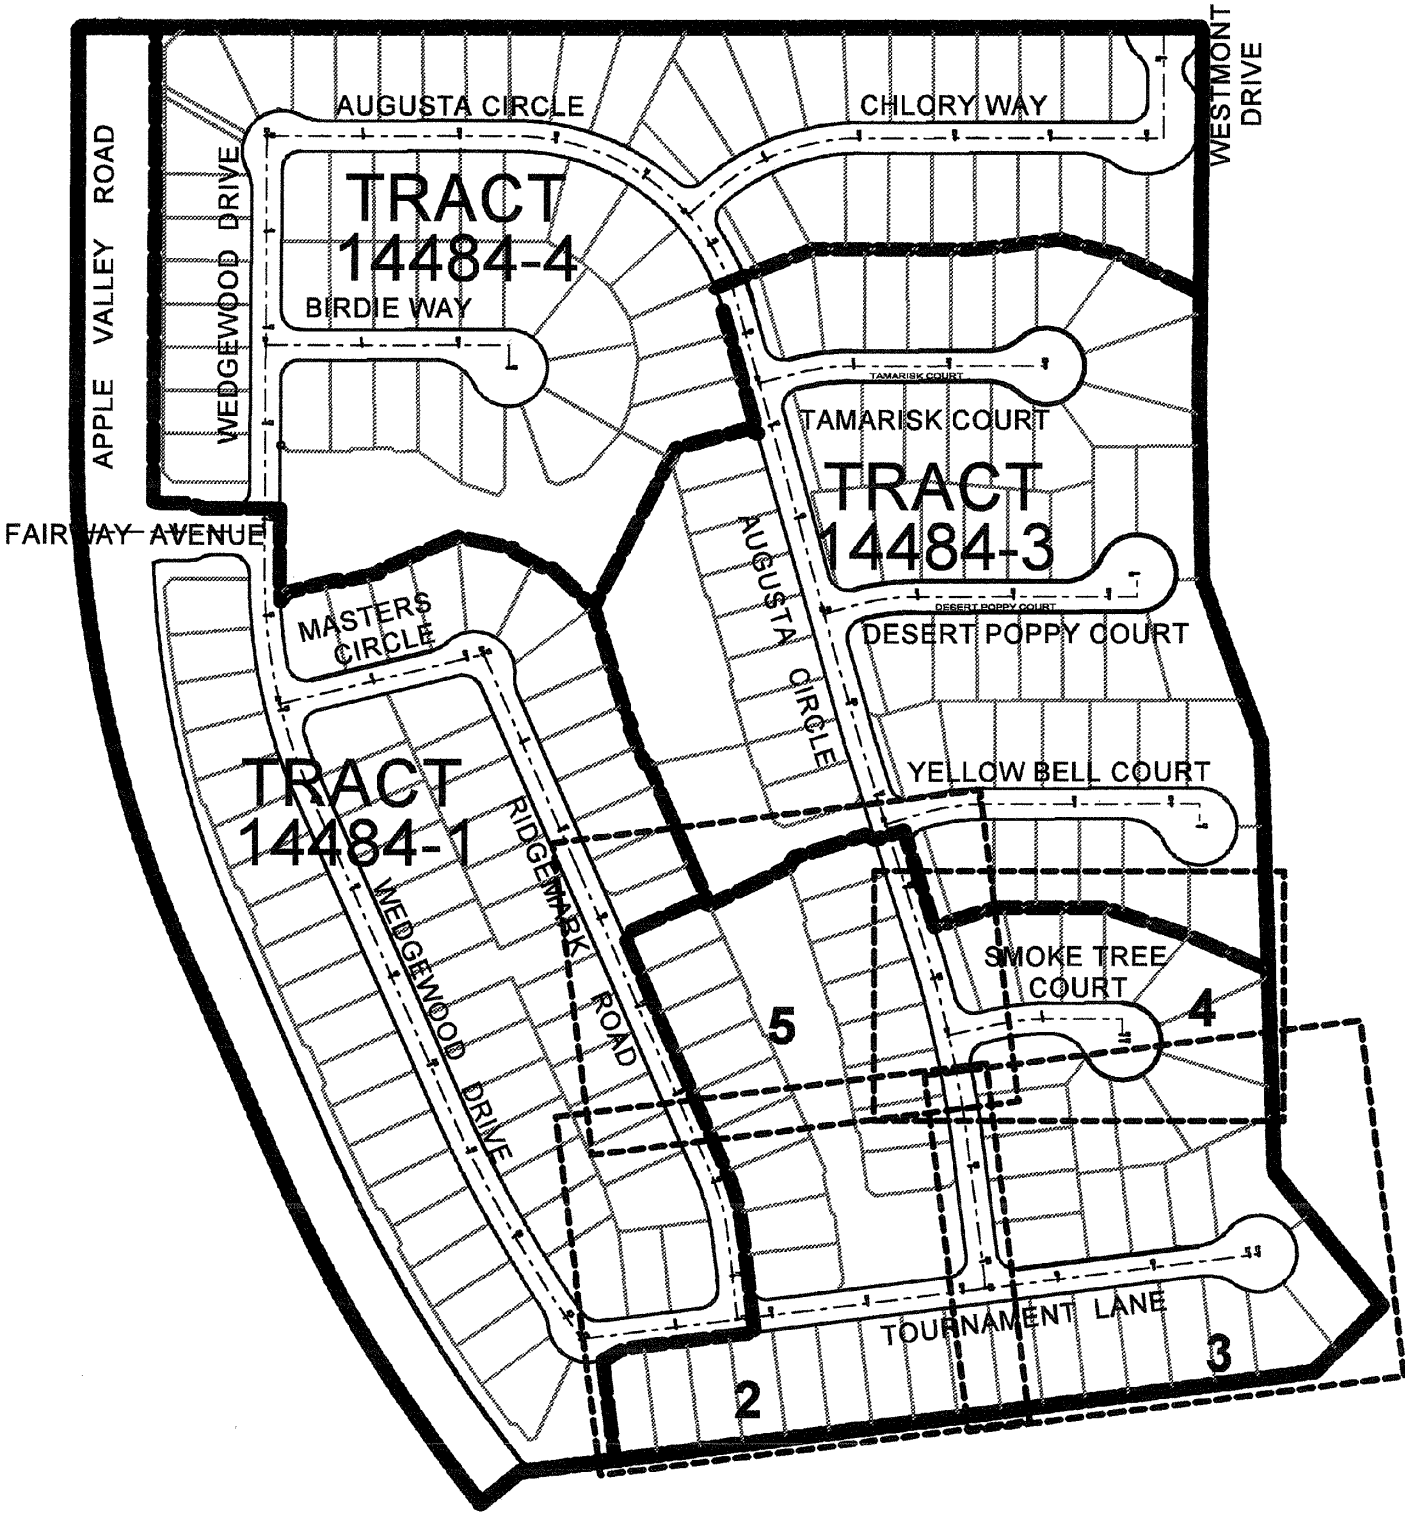 WESTMONT
DRIVE
AUGUSTA CIRCLE
CHLORY WAY
APPLE VALLEY ROAD
WEDGEWOOD DRIVE
TRACT
14484-4
BIRDIE WAY
TAMARISK COURT
TAMARISK COURT
TRACT
14484-3
FAIRWAY AVENUE
AUGUSTA CIRCLE
MASTERS
CIRCLE
DESERT POPPY COURT
DESERT POPPY COURT
TRACT
14484-1
YELLOW BELL COURT
RIDGEMARK ROAD
WEDGEWOOD DRIVE
SMOKE TREE
COURT
5
4
TOURNAMENT LANE
3
2